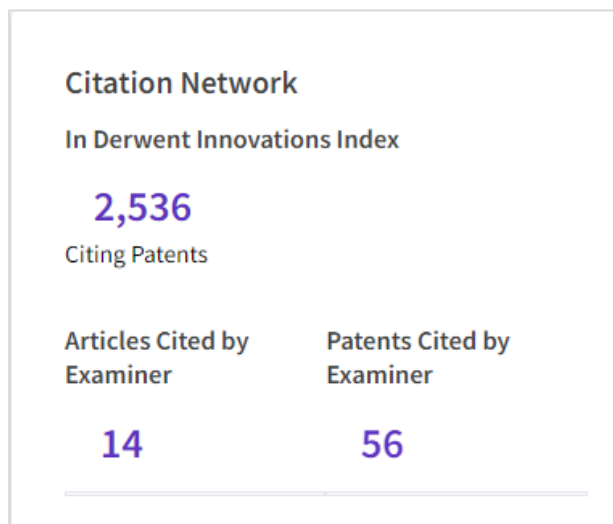 Citation Network
In Derwent Innovations Index
2,536
Citing Patents
Articles Cited by
Examiner
14
Patents Cited by
Examiner
56